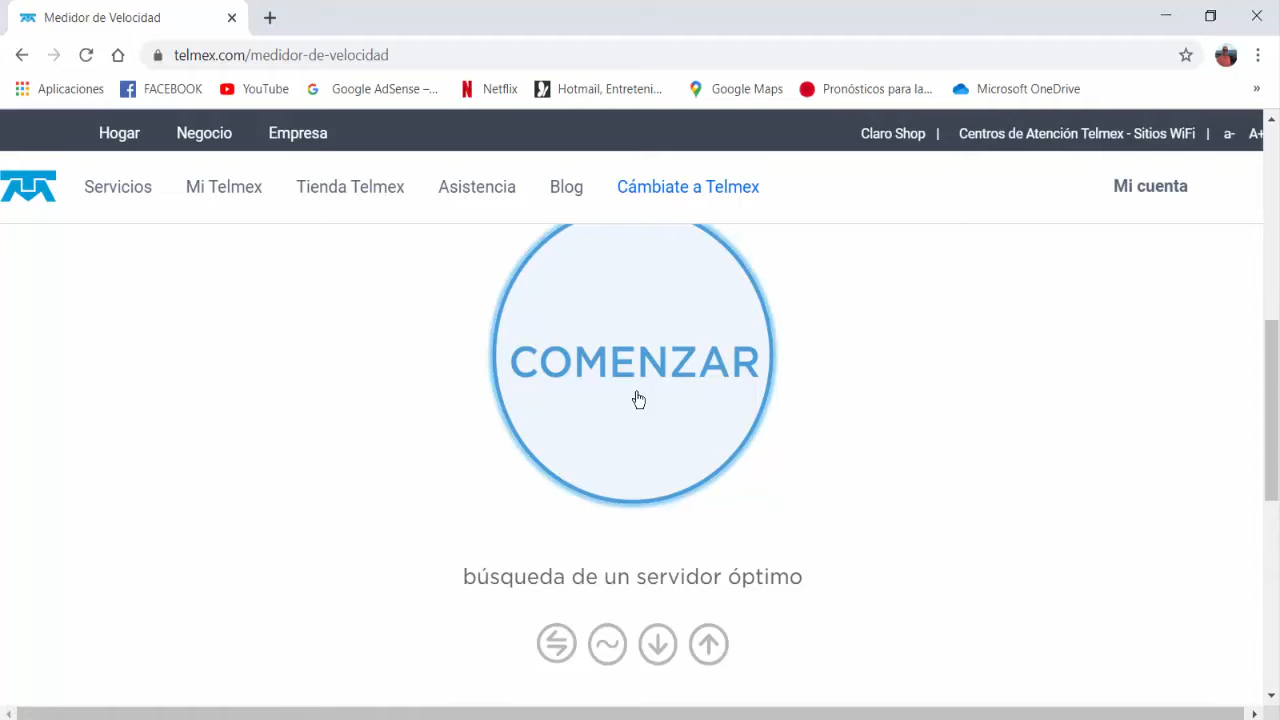 Medidor de Velocidad
telmex.com/medidor-de-velocidad
Aplicaciones FACEBOOK YouTube Google AdSense –... Netflix Hotmail, Entreteni... Google Maps Pronósticos para la... Microsoft OneDrive »
Hogar Negocio Empresa Claro Shop | Centros de Atención Telmex - Sitios WiFi | a- A+
Servicios Mi Telmex Tienda Telmex Asistencia Blog Cámbiate a Telmex Mi cuenta
COMENZAR
búsqueda de un servidor óptimo